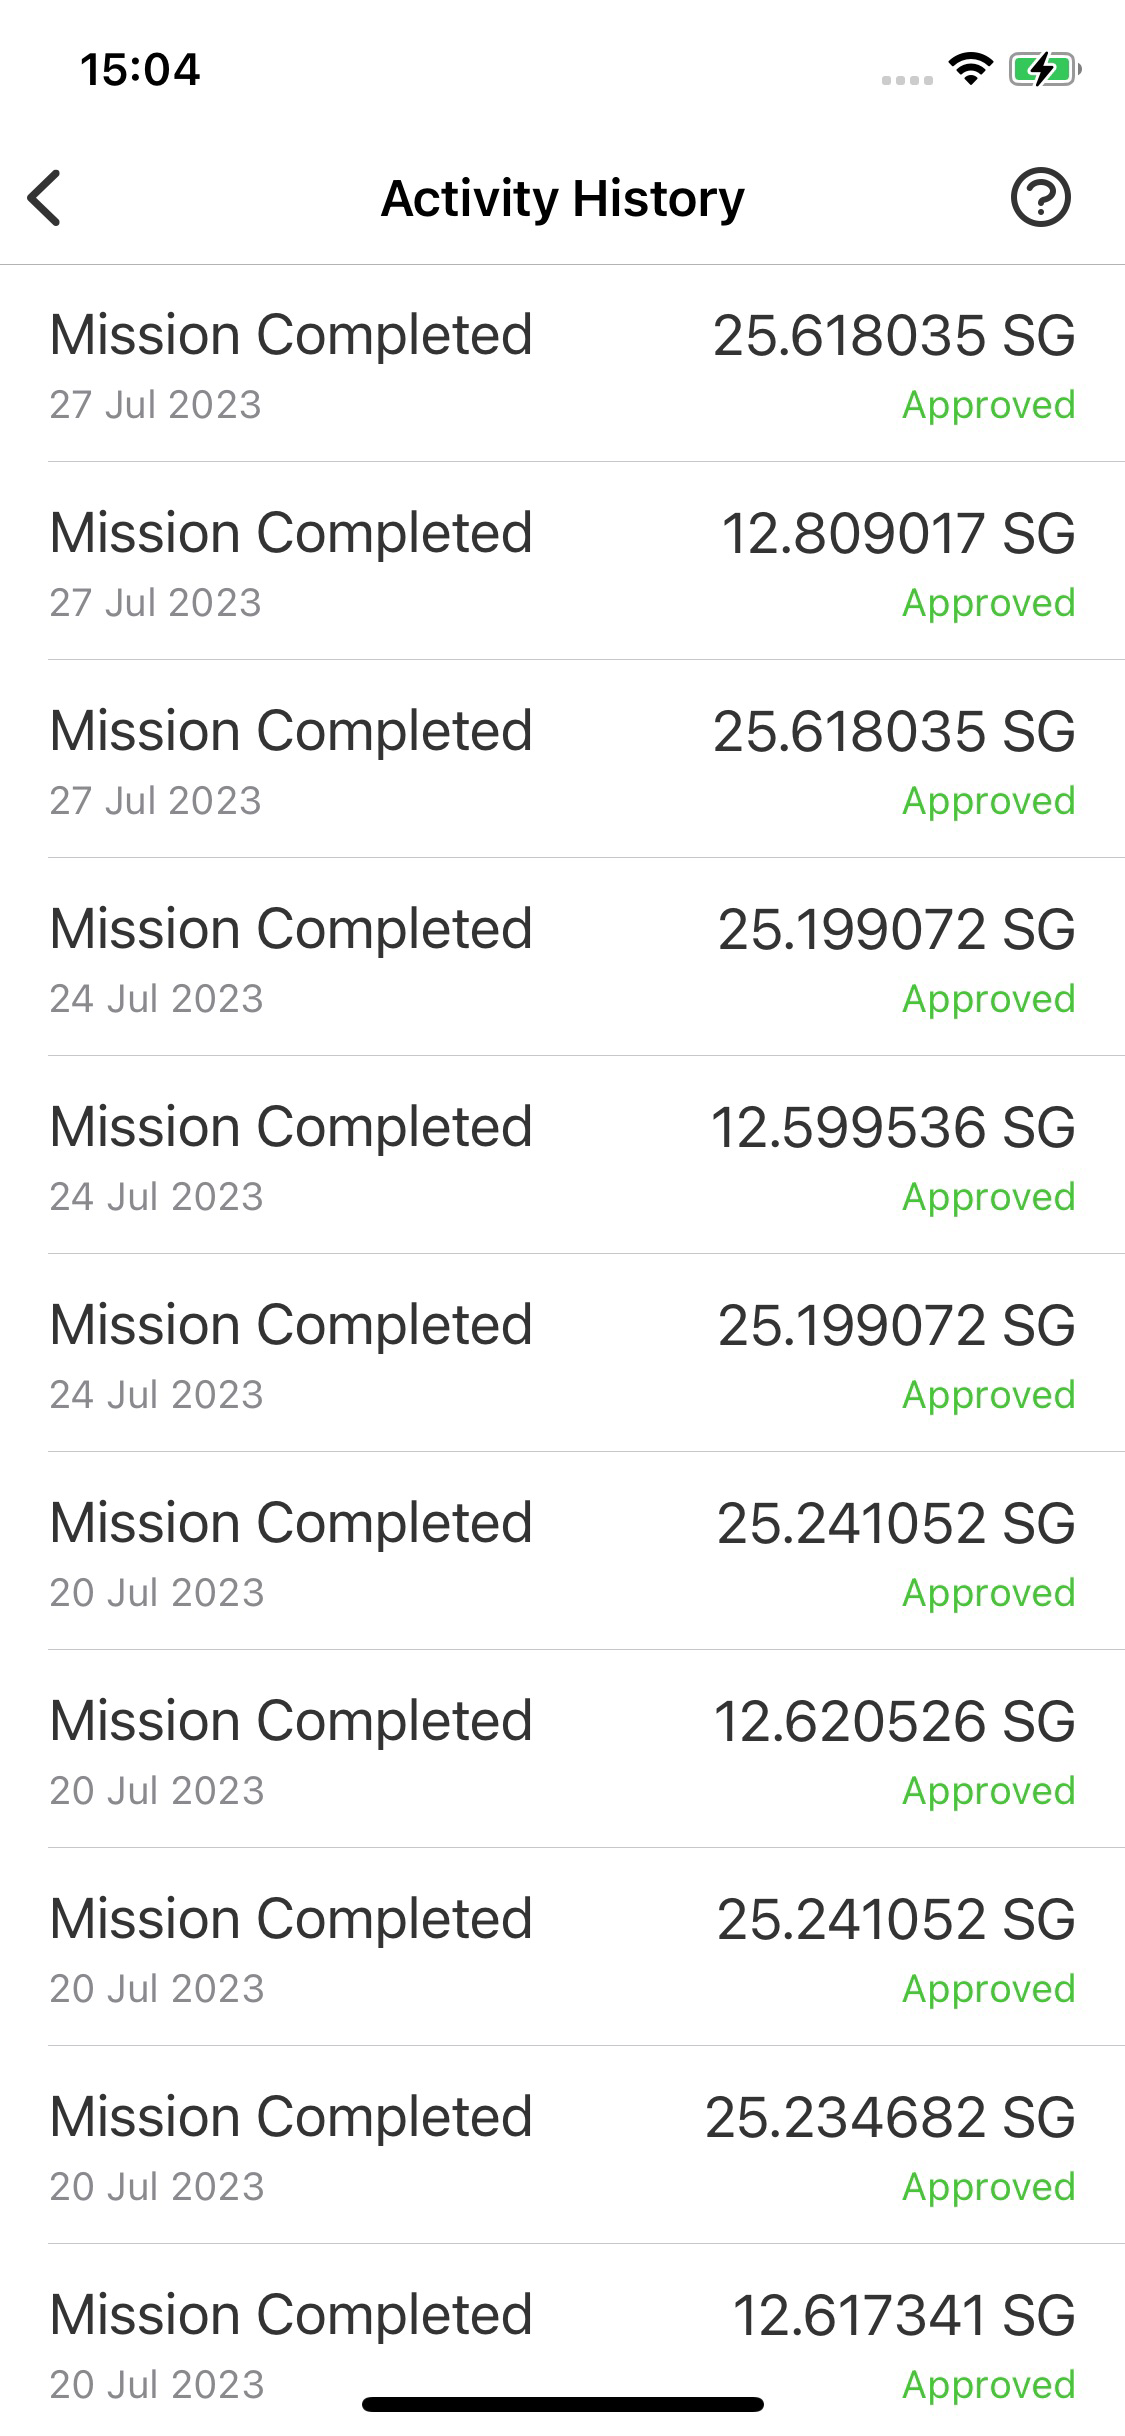 15:04
Activity History
Mission Completed 25.618035 SG
27 Jul 2023 Approved
Mission Completed 12.809017 SG
27 Jul 2023 Approved
Mission Completed 25.618035 SG
27 Jul 2023 Approved
Mission Completed 25.199072 SG
24 Jul 2023 Approved
Mission Completed 12.599536 SG
24 Jul 2023 Approved
Mission Completed 25.199072 SG
24 Jul 2023 Approved
Mission Completed 25.241052 SG
20 Jul 2023 Approved
Mission Completed 12.620526 SG
20 Jul 2023 Approved
Mission Completed 25.241052 SG
20 Jul 2023 Approved
Mission Completed 25.234682 SG
20 Jul 2023 Approved
Mission Completed 12.617341 SG
20 Jul 2023 Approved